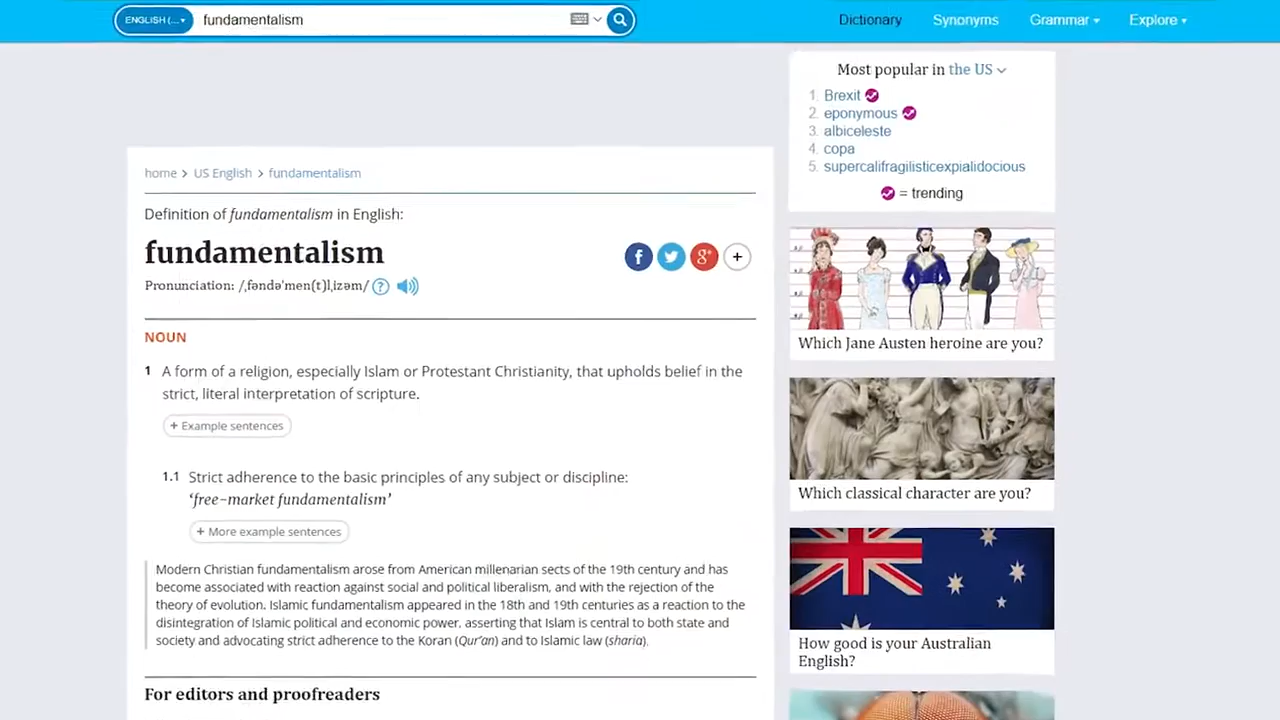 ENGLISH (...
fundamentalism
Dictionary
Synonyms
Grammar
Explore
home > US English > fundamentalism
Definition of fundamentalism in English:
fundamentalism
Pronunciation: /ˌfəndəˈmen(t)lˌizəm/ ?
f
g+
+
NOUN
1 A form of a religion, especially Islam or Protestant Christianity, that upholds belief in the
strict, literal interpretation of scripture.
+ Example sentences
1.1 Strict adherence to the basic principles of any subject or discipline:
‘free-market fundamentalism’
+ More example sentences
Modern Christian fundamentalism arose from American millenarian sects of the 19th century and has
become associated with reaction against social and political liberalism, and with the rejection of the
theory of evolution. Islamic fundamentalism appeared in the 18th and 19th centuries as a reaction to the
disintegration of Islamic political and economic power, asserting that Islam is central to both state and
society and advocating strict adherence to the Koran (Qur’an) and to Islamic law (sharia).
For editors and proofreaders
Most popular in the US
1. Brexit
2. eponymous
3. albiceleste
4. copa
5. supercalifragilisticexpialidocious
= trending
Which Jane Austen heroine are you?
Which classical character are you?
How good is your Australian
English?